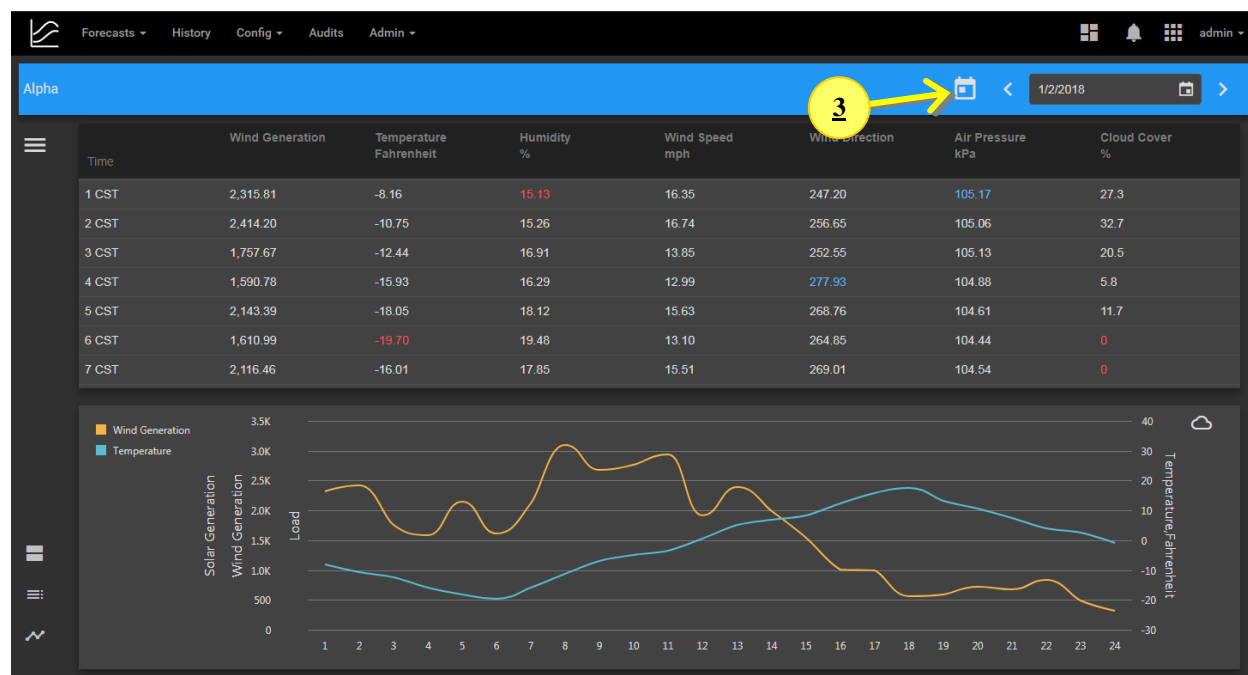 Forecasts History Config Audits Admin admin
Alpha 3 1/2/2018
Time Wind Generation Temperature Fahrenheit Humidity % Wind Speed mph Wind Direction Air Pressure kPa Cloud Cover %
1 CST 2,315.81 -8.16 15.13 16.35 247.20 105.17 27.3
2 CST 2,414.20 -10.75 15.26 16.74 256.65 105.06 32.7
3 CST 1,757.67 -12.44 16.91 13.85 252.55 105.13 20.5
4 CST 1,590.78 -15.93 16.29 12.99 277.93 104.88 5.8
5 CST 2,143.39 -18.05 18.12 15.63 268.76 104.61 11.7
6 CST 1,610.99 -19.70 19.48 13.10 264.85 104.44 0
7 CST 2,116.46 -16.01 17.85 15.51 269.01 104.54 0
Wind Generation
Temperature
Solar Generation
Wind Generation
Load
3.5K
3.0K
2.5K
2.0K
1.5K
1.0K
500
0
40
30
20
10
0
-10
-20
-30
Temperature,Fahrenheit
1 2 3 4 5 6 7 8 9 10 11 12 13 14 15 16 17 18 19 20 21 22 23 24